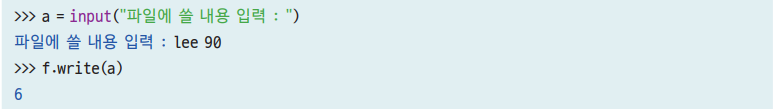 >>> a = input("파일에 쓸 내용 입력 : ")
파일에 쓸 내용 입력 : lee 90
>>> f.write(a)
6